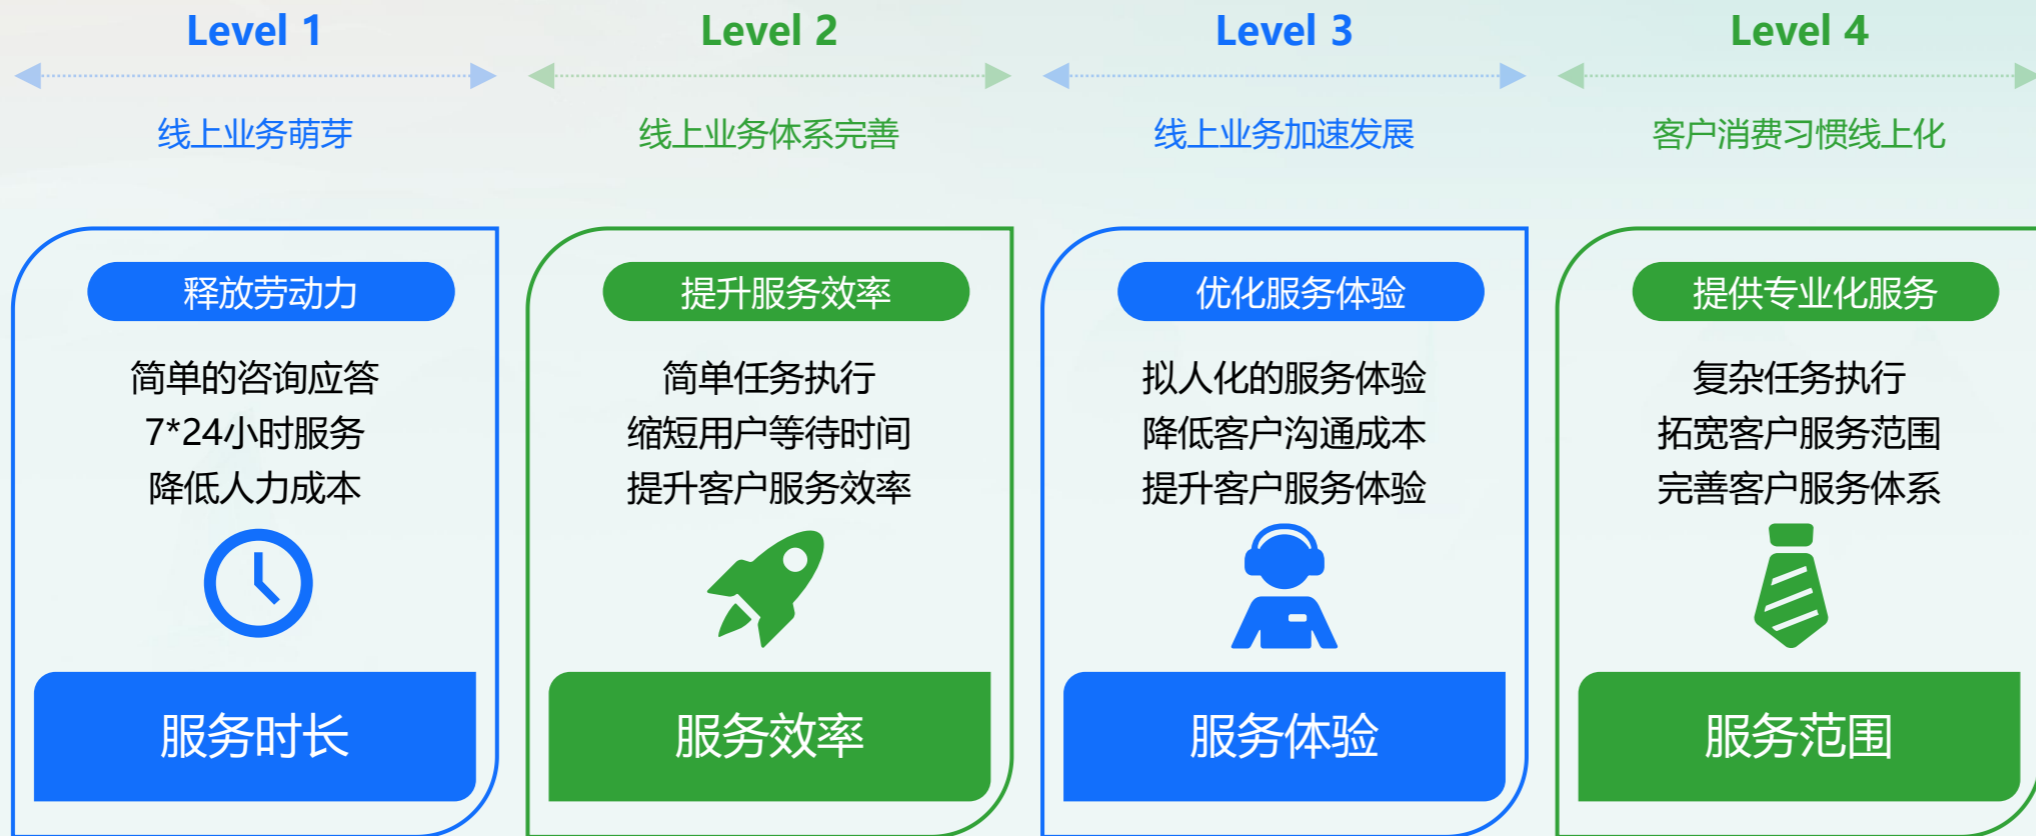 Level 1
线上业务萌芽
释放劳动力
简单的咨询应答
7*24小时服务
降低人力成本
服务时长
Level 2
线上业务体系完善
提升服务效率
简单任务执行
缩短用户等待时间
提升客户服务效率
服务效率
Level 3
线上业务加速发展
优化服务体验
拟人化的服务体验
降低客户沟通成本
提升客户服务体验
服务体验
Level 4
客户消费习惯线上化
提供专业化服务
复杂任务执行
拓宽客户服务范围
完善客户服务体系
服务范围